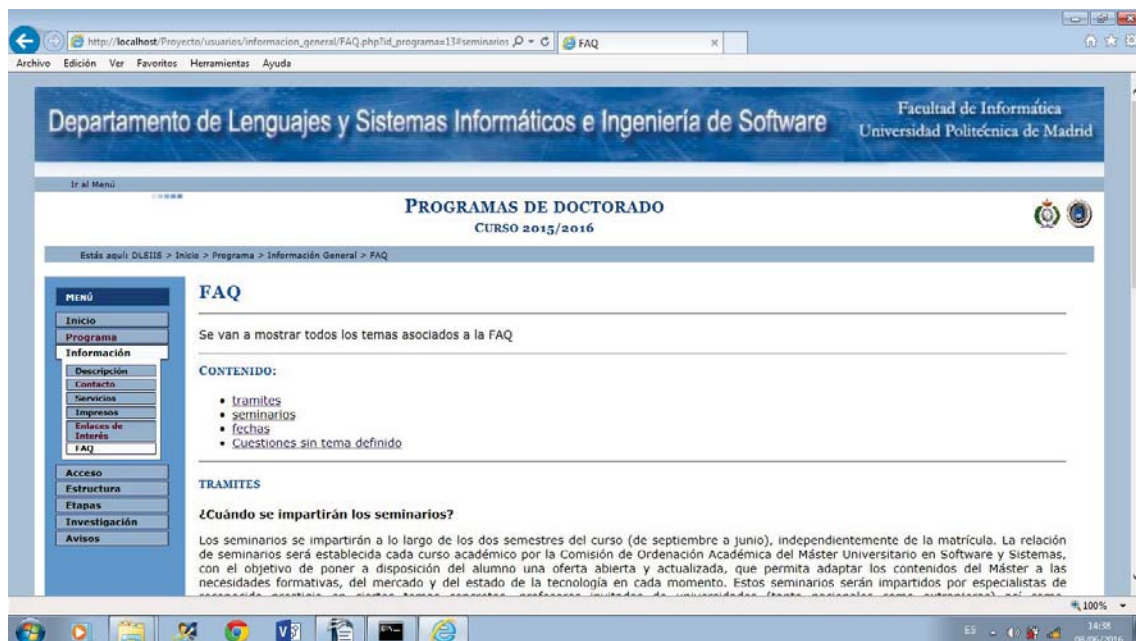 http://localhost/Proyecto/usuarios/informacion_general/FAQ.php?id_programa=13#seminarios
FAQ
Archivo Edición Ver Favoritos Herramientas Ayuda
Departamento de Lenguajes y Sistemas Informáticos e Ingeniería de Software
Facultad de Informática
Universidad Politécnica de Madrid
Ir al Menú
PROGRAMAS DE DOCTORADO
CURSO 2015/2016
Estás aquí: DLSIIS > Inicio > Programa > Información General > FAQ
MENÚ
Inicio
Programa
Información
Descripción
Contacto
Servicios
Impresos
Enlaces de
Interés
FAQ
Acceso
Estructura
Etapas
Investigación
Avisos
FAQ
Se van a mostrar todos los temas asociados a la FAQ
CONTENIDO:
tramites
seminarios
fechas
Cuestiones sin tema definido
TRAMITES
¿Cuándo se impartirán los seminarios?
Los seminarios se impartirán a lo largo de los dos semestres del curso (de septiembre a junio), independientemente de la matrícula. La relación
de seminarios será establecida cada curso académico por la Comisión de Ordenación Académica del Máster Universitario en Software y Sistemas,
con el objetivo de poner a disposición del alumno una oferta abierta y actualizada, que permita adaptar los contenidos del Máster a las
necesidades formativas, del mercado y del estado de la tecnología en cada momento. Estos seminarios serán impartidos por especialistas de
100%
ES
14:38
08/06/2016